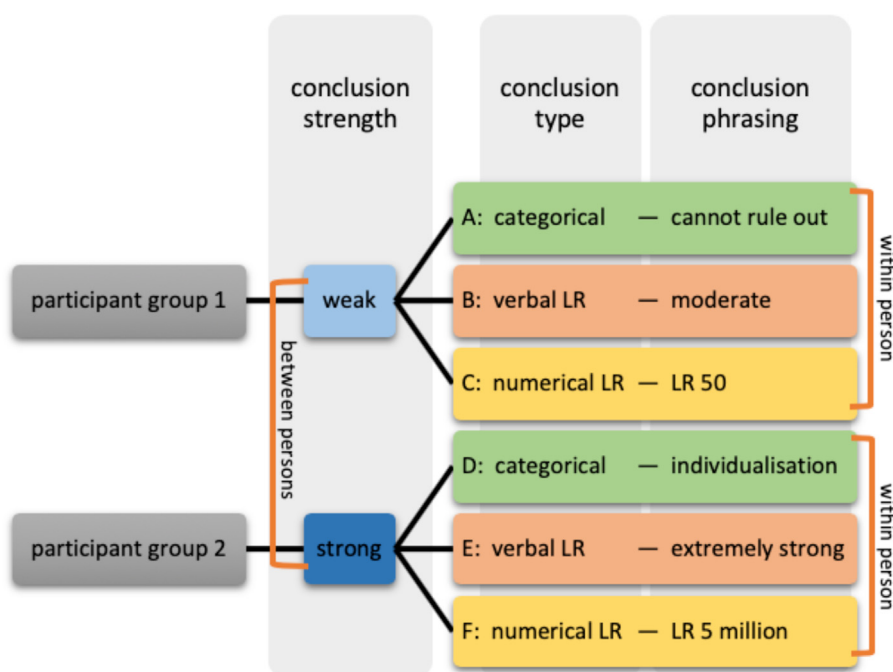 conclusion
strength
conclusion
type
conclusion
phrasing
A: categorical — cannot rule out
participant group 1
weak
B: verbal LR — moderate
C: numerical LR — LR 50
within person
between persons
D: categorical — individualisation
participant group 2
strong
E: verbal LR — extremely strong
F: numerical LR — LR 5 million
within person